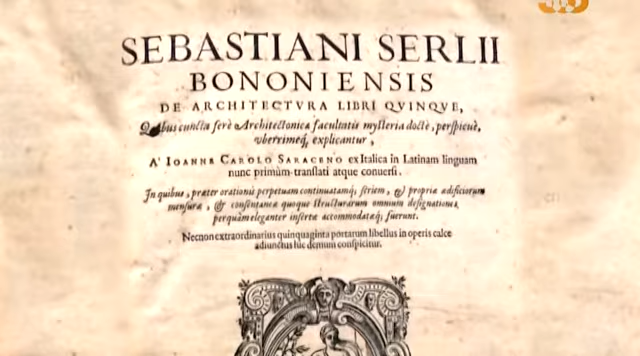 SEBASTIANI SERLII
BONONIENSIS
DE ARCHITECTVRA LIBRI QVINQVE,
Quibus cuncta ferè Architectonicæ facultatis mysteria doctè, perspicuè,
vberrimeq́; explicantur,
A' IOANNE CAROLO SARACENO ex Italica in Latinam linguam
nunc primùm translati atque conuersi.
In quibus, præter orationis perpetuam continuatamq́; seriem, & propriæ ædificiorum
mensuræ, & consentaneæ quoque structurarum omnium designationes,
perquàm eleganter insertæ accommodatæq́; fuerunt.
Necnon extraordinarius quinquaginta portarum libellus in operis calce
adiunctus hîc demum conspicitur.